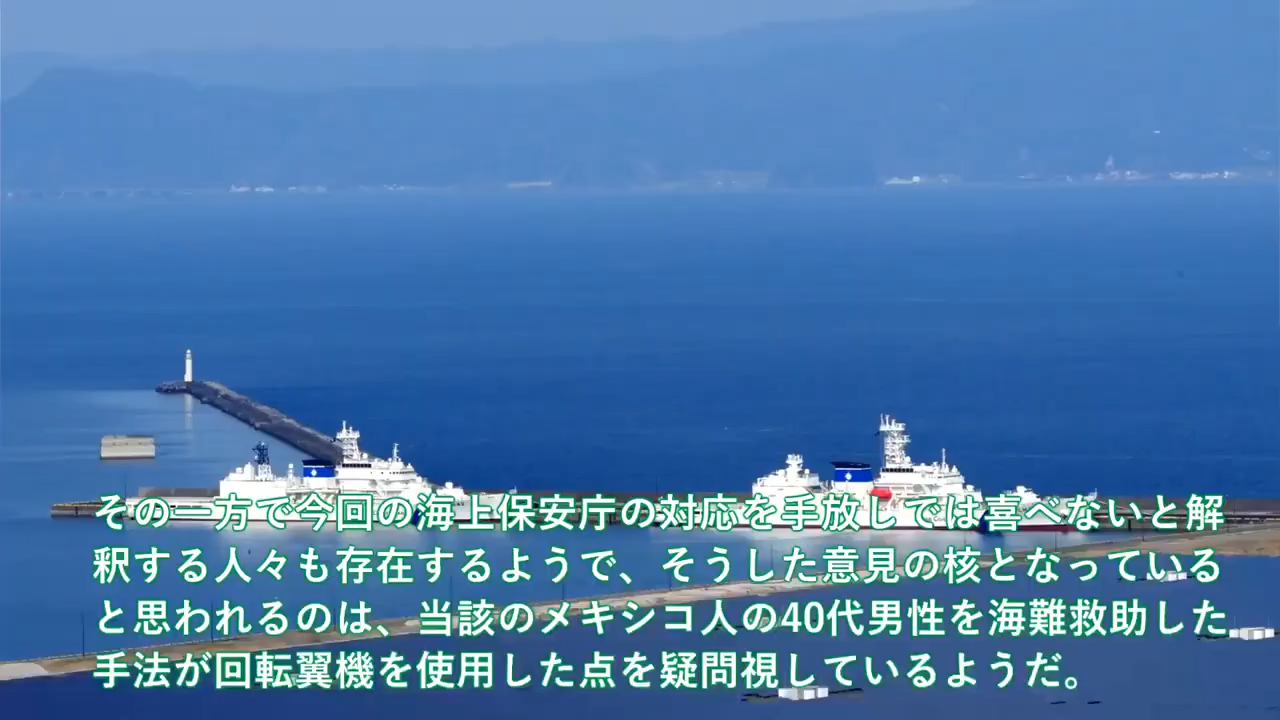 その一方で今回の海上保安庁の対応を手放しでは喜べないと解
釈する人々も存在するようで、そうした意見の核となっている
と思われるのは、当該のメキシコ人の40代男性を海難救助した
手法が回転翼機を使用した点を疑問視しているようだ。